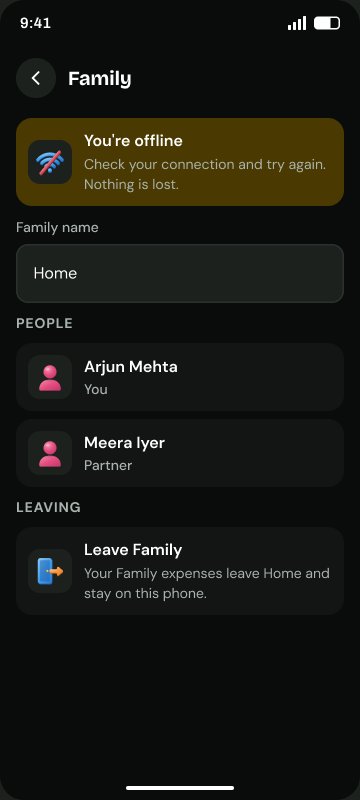 9:41
Family
You're offline
Check your connection and try again.
Nothing is lost.
Family name
Home
PEOPLE
Arjun Mehta
You
Meera Iyer
Partner
LEAVING
Leave Family
Your Family expenses leave Home and
stay on this phone.